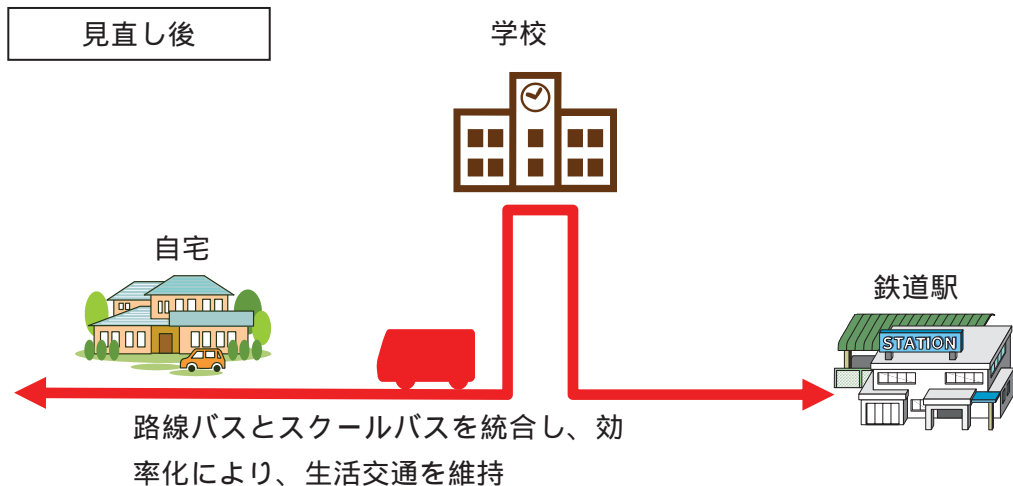 見直し後
学校
自宅
鉄道駅
STATION
路線バスとスクールバスを統合し、効
率化により、生活交通を維持